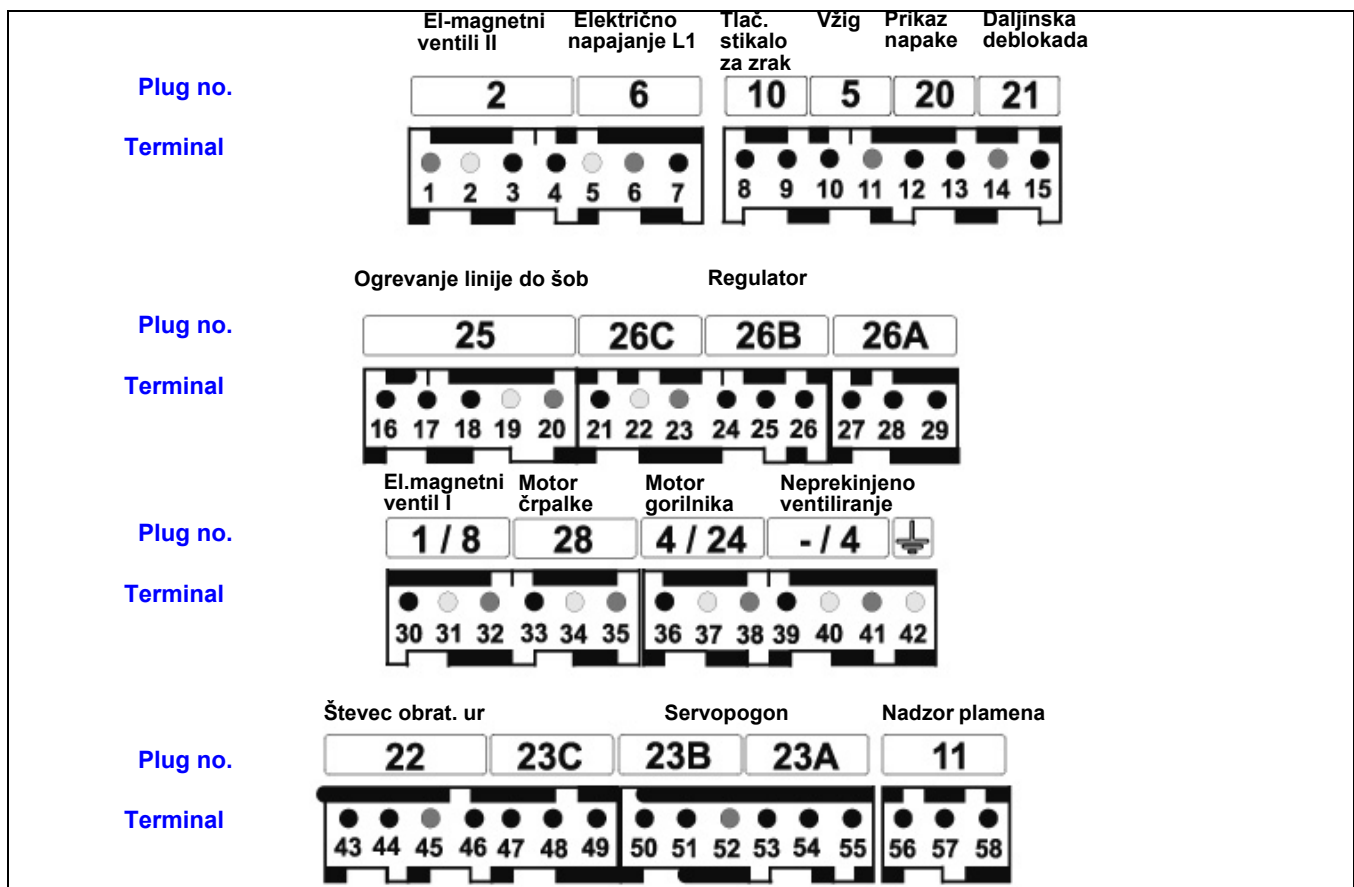 El-magnetni ventili II
Električno napajanje L1
Tlač. stikalo za zrak
Vžig
Prikaz napake
Daljinska deblokada
Plug no.
2 6 10 5 20 21
Terminal
1 2 3 4 5 6 7 8 9 10 11 12 13 14 15
Ogrevanje linije do šob
Regulator
Plug no.
25 26C 26B 26A
Terminal
16 17 18 19 20 21 22 23 24 25 26 27 28 29
El.magnetni ventil I
Motor črpalke
Motor gorilnika
Neprekinjeno ventiliranje
Plug no.
1 / 8 28 4 / 24 - / 4
Terminal
30 31 32 33 34 35 36 37 38 39 40 41 42
Števec obrat. ur
Servopogon
Nadzor plamena
Plug no.
22 23C 23B 23A 11
Terminal
43 44 45 46 47 48 49 50 51 52 53 54 55 56 57 58